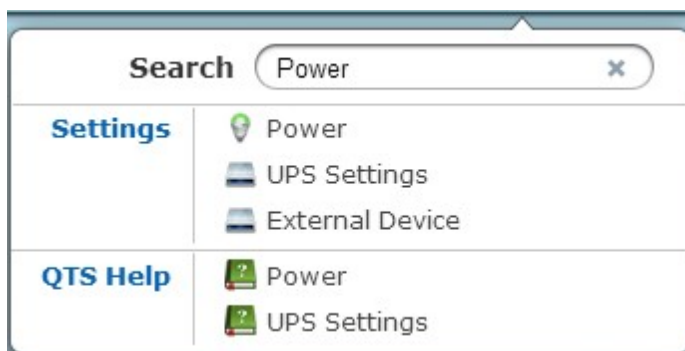 Search Power
Settings Power
UPS Settings
External Device
QTS Help Power
UPS Settings